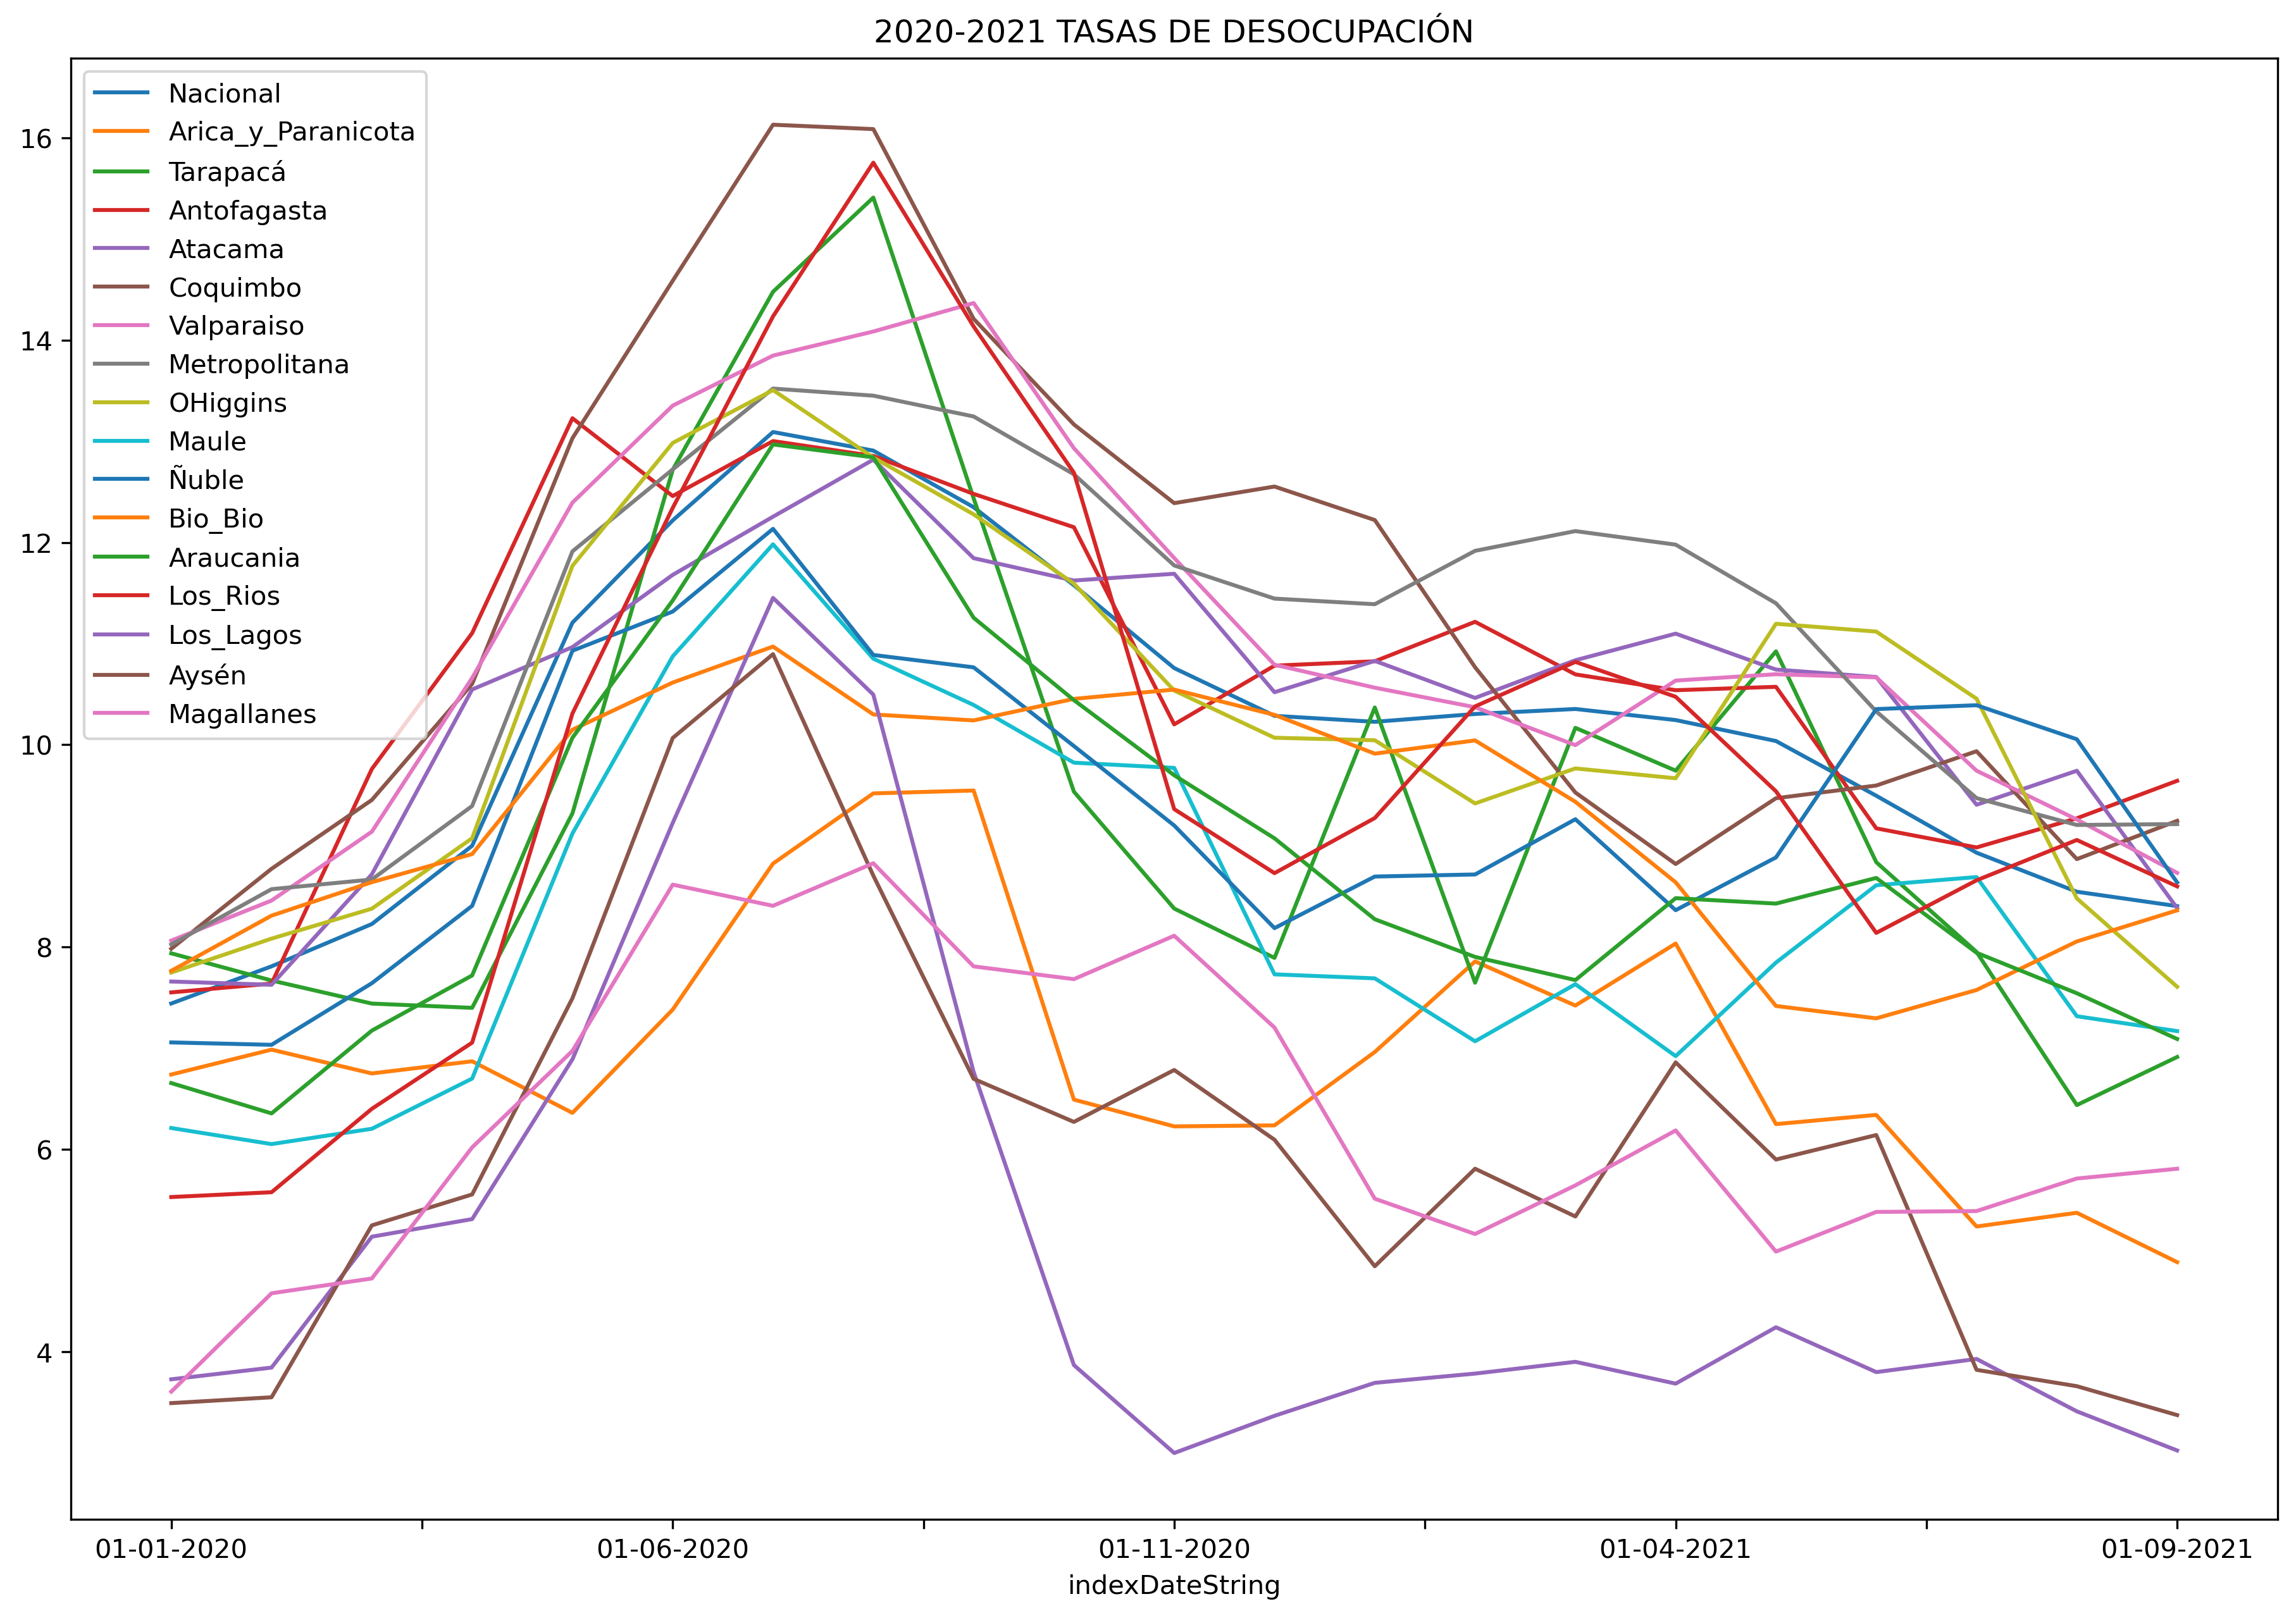 2020-2021 TASAS DE DESOCUPACIÓN
Nacional
Arica_y_Paranicota
Tarapacá
Antofagasta
Atacama
Coquimbo
Valparaiso
Metropolitana
OHiggins
Maule
Ñuble
Bio_Bio
Araucania
Los_Rios
Los_Lagos
Aysén
Magallanes
16
14
12
10
8
6
4
01-01-2020
01-06-2020
01-11-2020
01-04-2021
01-09-2021
indexDateString